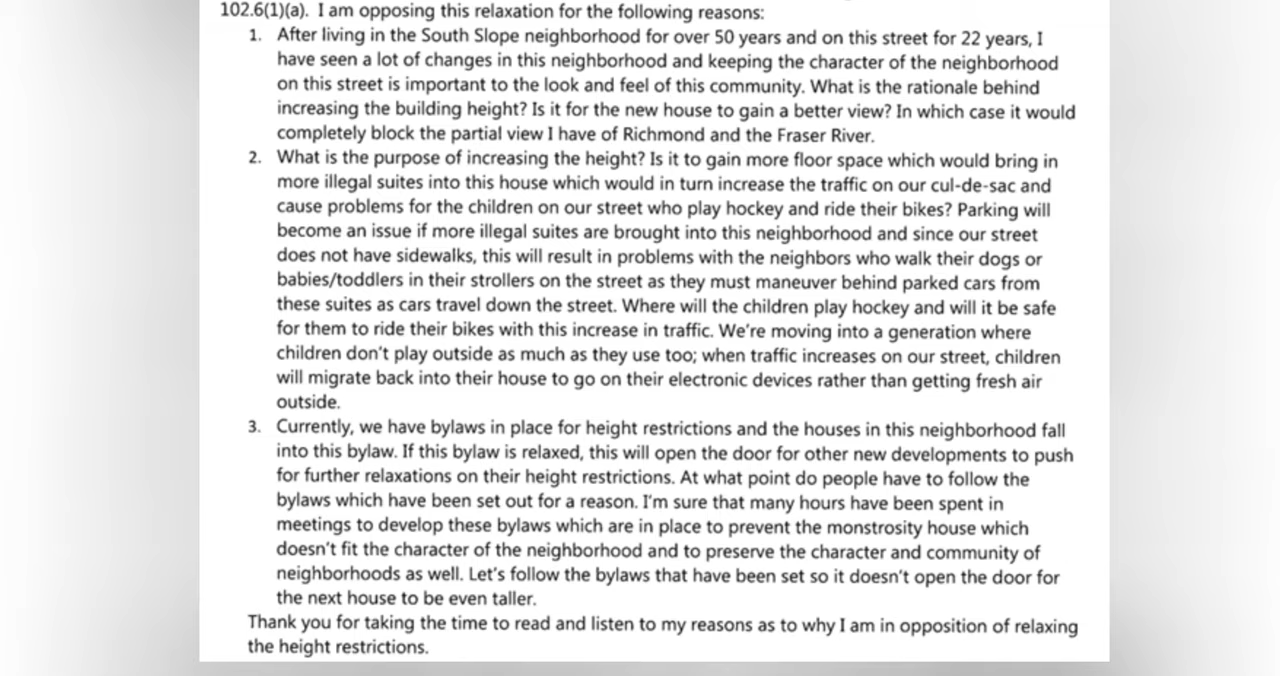 102.6(1)(a). I am opposing this relaxation for the following reasons:
1. After living in the South Slope neighborhood for over 50 years and on this street for 22 years, I
have seen a lot of changes in this neighborhood and keeping the character of the neighborhood
on this street is important to the look and feel of this community. What is the rationale behind
increasing the building height? Is it for the new house to gain a better view? In which case it would
completely block the partial view I have of Richmond and the Fraser River.
2. What is the purpose of increasing the height? Is it to gain more floor space which would bring in
more illegal suites into this house which would in turn increase the traffic on our cul-de-sac and
cause problems for the children on our street who play hockey and ride their bikes? Parking will
become an issue if more illegal suites are brought into this neighborhood and since our street
does not have sidewalks, this will result in problems with the neighbors who walk their dogs or
babies/toddlers in their strollers on the street as they must maneuver behind parked cars from
these suites as cars travel down the street. Where will the children play hockey and will it be safe
for them to ride their bikes with this increase in traffic. We're moving into a generation where
children don't play outside as much as they use too; when traffic increases on our street, children
will migrate back into their house to go on their electronic devices rather than getting fresh air
outside.
3. Currently, we have bylaws in place for height restrictions and the houses in this neighborhood fall
into this bylaw. If this bylaw is relaxed, this will open the door for other new developments to push
for further relaxations on their height restrictions. At what point do people have to follow the
bylaws which have been set out for a reason. I'm sure that many hours have been spent in
meetings to develop these bylaws which are in place to prevent the monstrosity house which
doesn't fit the character of the neighborhood and to preserve the character and community of
neighborhoods as well. Let's follow the bylaws that have been set so it doesn't open the door for
the next house to be even taller.
Thank you for taking the time to read and listen to my reasons as to why I am in opposition of relaxing
the height restrictions.